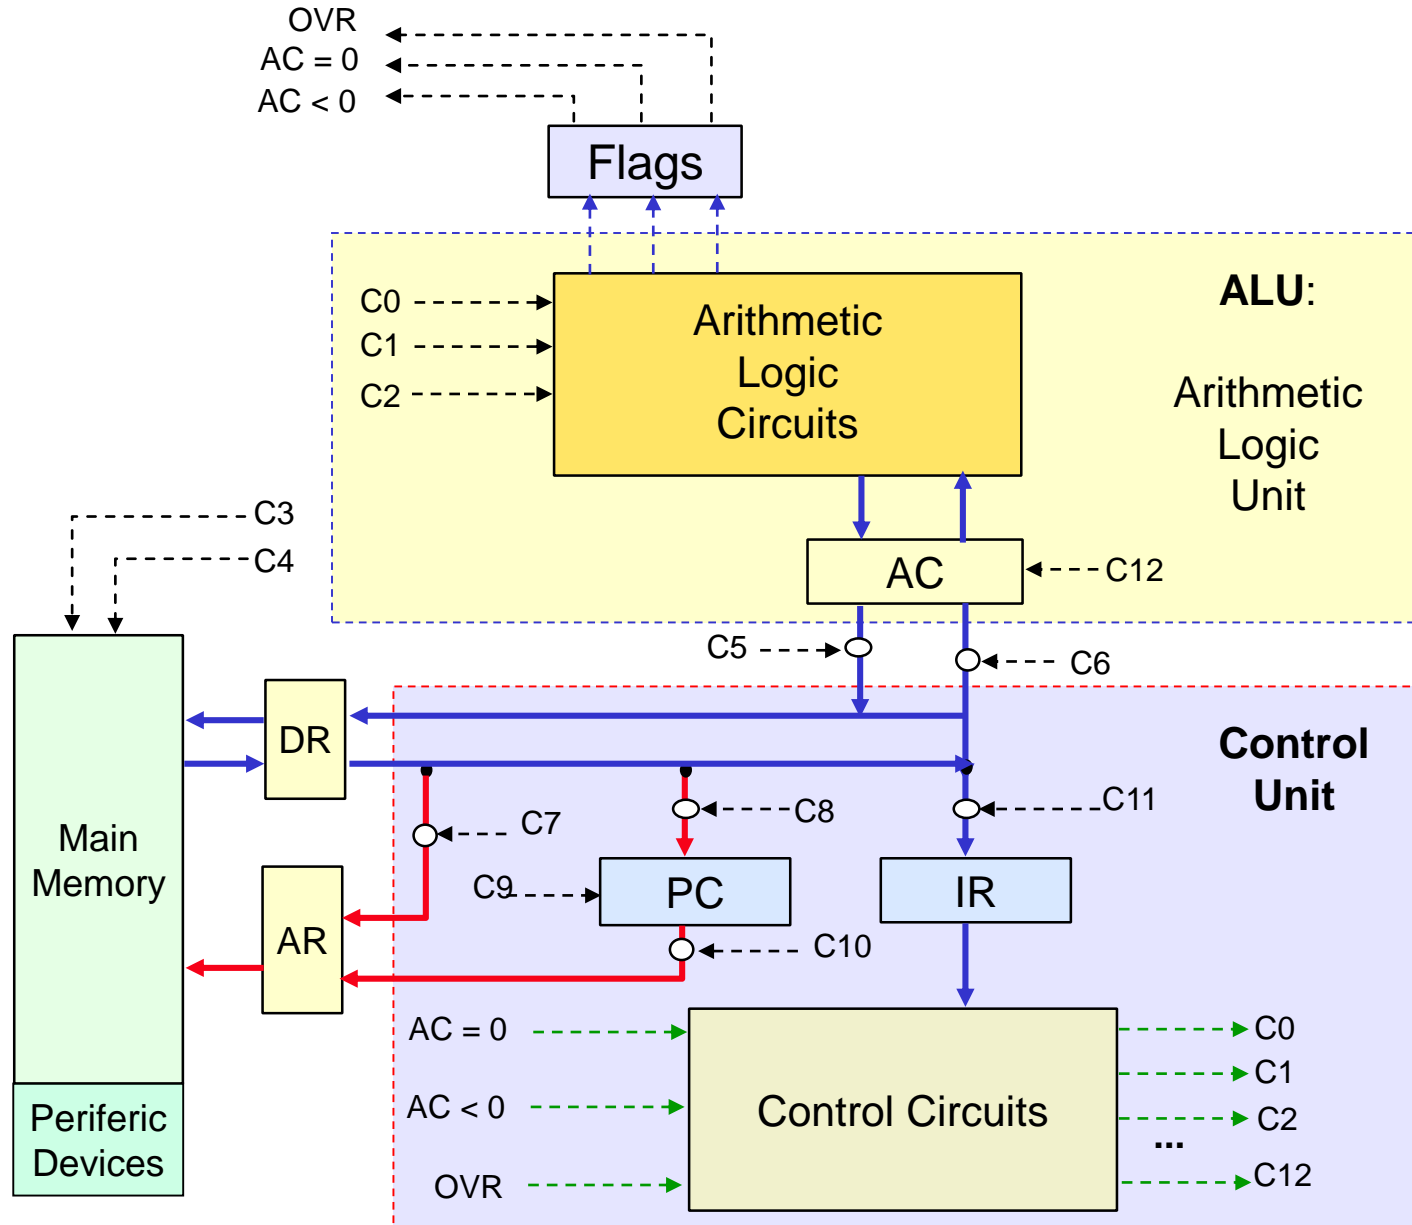 OVR
AC = 0
AC < 0
Flags
C0
C1
C2
Arithmetic
Logic
Circuits
ALU:
Arithmetic
Logic
Unit
C3
C4
AC
C12
C5
C6
DR
Control
Unit
C7
C8
C11
Main
Memory
C9
PC
IR
AR
C10
AC = 0
AC < 0
OVR
Control Circuits
C0
C1
C2
...
C12
Periferic
Devices